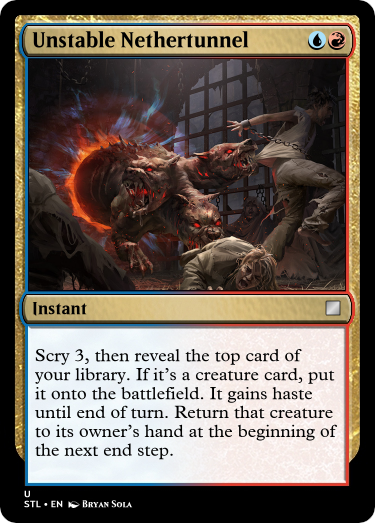 Unstable Nethertunnel
Instant
Scry 3, then reveal the top card of
your library. If it's a creature card, put
it onto the battlefield. It gains haste
until end of turn. Return that creature
to its owner's hand at the beginning of
the next end step.
U
STL • EN Bryan Sola